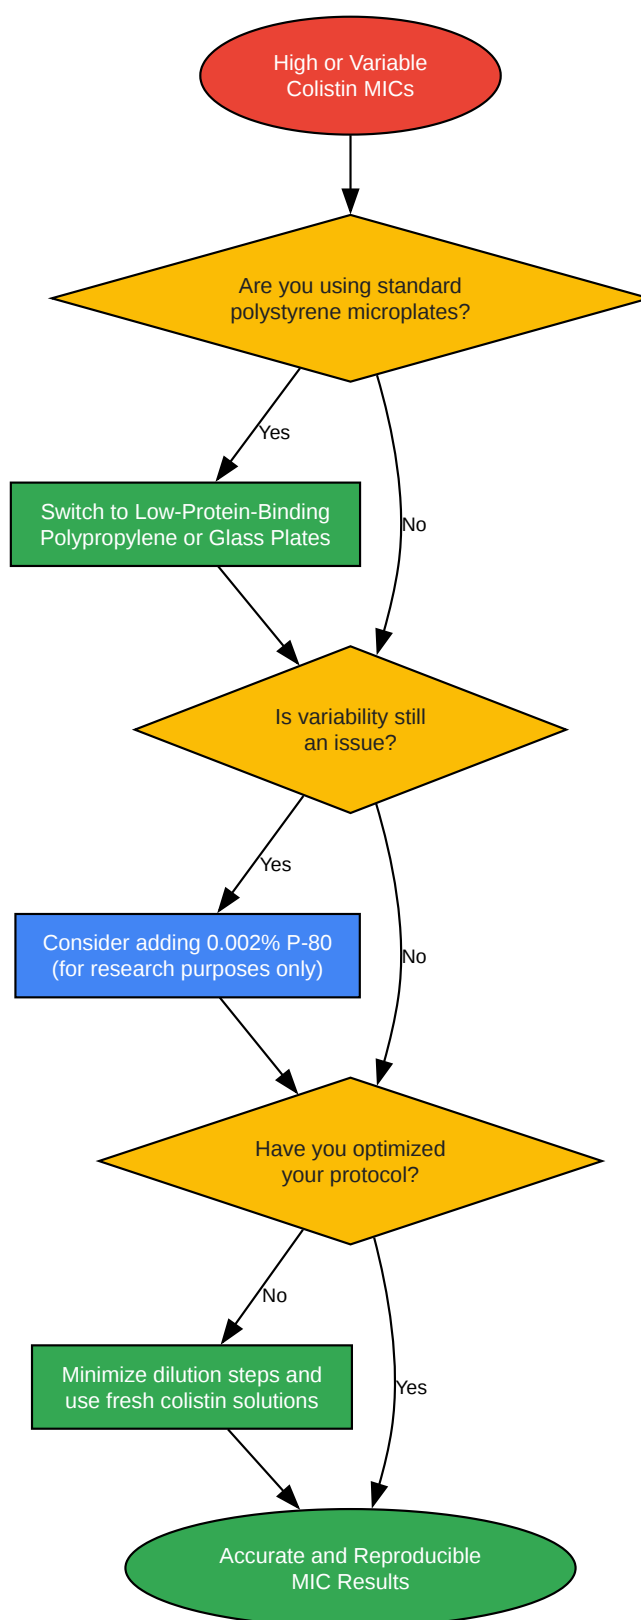 High or Variable
Colistin MICs
Are you using standard
polystyrene microplates?
Yes
Switch to Low-Protein-Binding
Polypropylene or Glass Plates
No
Is variability still
an issue?
Yes
Consider adding 0.002% P-80
(for research purposes only)
No
Have you optimized
your protocol?
No
Minimize dilution steps and
use fresh colistin solutions
Yes
Accurate and Reproducible
MIC Results